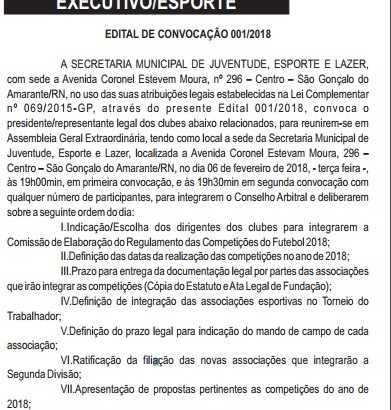 EXECUTIVO/ESPORTE
EDITAL DE CONVOCAÇÃO 001/2018
A SECRETARIA MUNICIPAL DE JUVENTUDE, ESPORTE E LAZER,
com sede a Avenida Coronel Estevem Moura, nº 296 – Centro – São Gonçalo do
Amarante/RN, no uso das suas atribuições legais estabelecidas na Lei Complementar
nº 069/2015-GP, através do presente Edital 001/2018, convoca o
presidente/representante legal dos clubes abaixo relacionados, para reunirem-se em
Assembleia Geral Extraordinária, tendo como local a sede da Secretaria Municipal de
Juventude, Esporte e Lazer, localizada a Avenida Coronel Estevam Moura, 296 –
Centro – São Gonçalo do Amarante/RN, no dia 06 de fevereiro de 2018, - terça feira -,
às 19h00min, em primeira convocação, e às 19h30min em segunda convocação com
qualquer número de participantes, para integrarem o Conselho Arbitral e deliberarem
sobre a seguinte ordem do dia:
I.Indicação/Escolha dos dirigentes dos clubes para integrarem a
Comissão de Elaboração do Regulamento das Competições do Futebol 2018;
II.Definição das datas da realização das competições no ano de 2018;
III.Prazo para entrega da documentação legal por partes das associações
que irão integrar as competições (Cópia do Estatuto e Ata Legal de Fundação);
IV.Definição de integração das associações esportivas no Torneio do
Trabalhador;
V.Definição do prazo legal para indicação do mando de campo de cada
associação;
VI.Ratificação da filiação das novas associações que integrarão a
Segunda Divisão;
VII.Apresentação de propostas pertinentes as competições do ano de
2018;